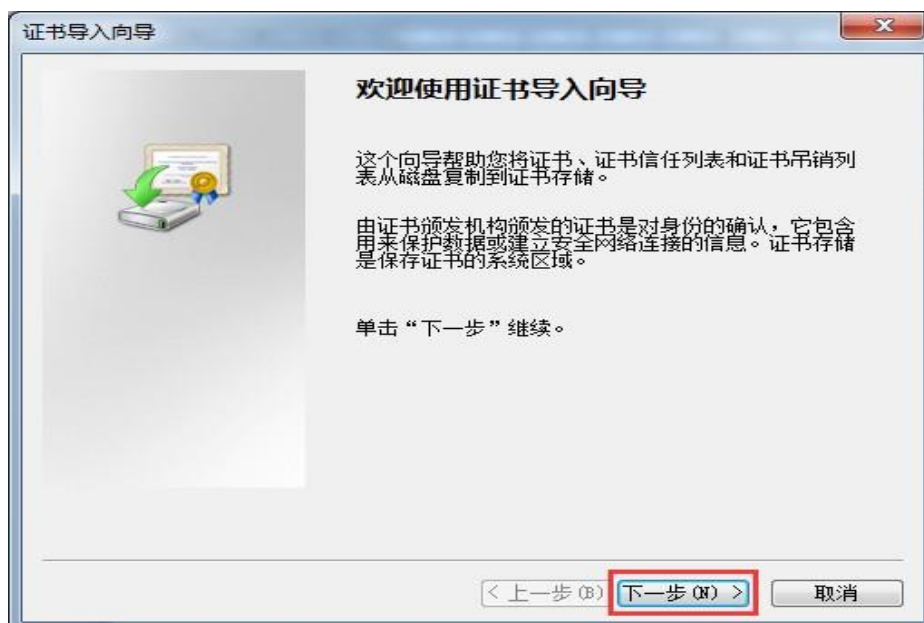 证书导入向导
欢迎使用证书导入向导
这个向导帮助您将证书、证书信任列表和证书吊销列
表从磁盘复制到证书存储。
由证书颁发机构颁发的证书是对身份的确认，它包含
用来保护数据或建立安全网络连接的信息。证书存储
是保存证书的系统区域。
单击“下一步”继续。
< 上一步(B) 下一步(N) > 取消